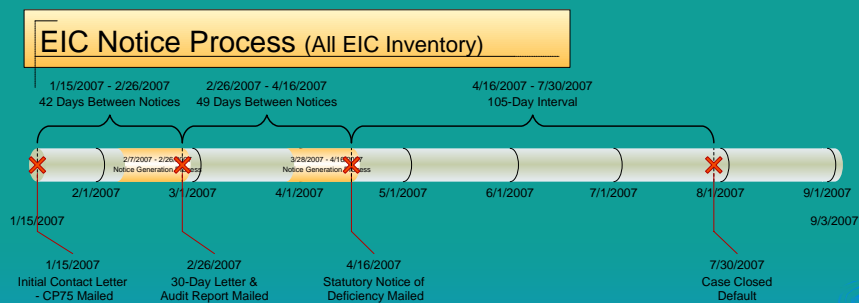 EIC Notice Process (All EIC Inventory)
1/15/2007 - 2/26/2007
42 Days Between Notices
2/26/2007 - 4/16/2007
49 Days Between Notices
4/16/2007 - 7/30/2007
105-Day Interval
2/7/2007 - 2/26/2007
Notice Generation Process
3/28/2007 - 4/16/2007
Notice Generation Process
2/1/2007
3/1/2007
4/1/2007
5/1/2007
6/1/2007
7/1/2007
8/1/2007
9/1/2007
1/15/2007
9/3/2007
1/15/2007
Initial Contact Letter
- CP75 Mailed
2/26/2007
30-Day Letter &
Audit Report Mailed
4/16/2007
Statutory Notice of
Deficiency Mailed
7/30/2007
Case Closed
Default